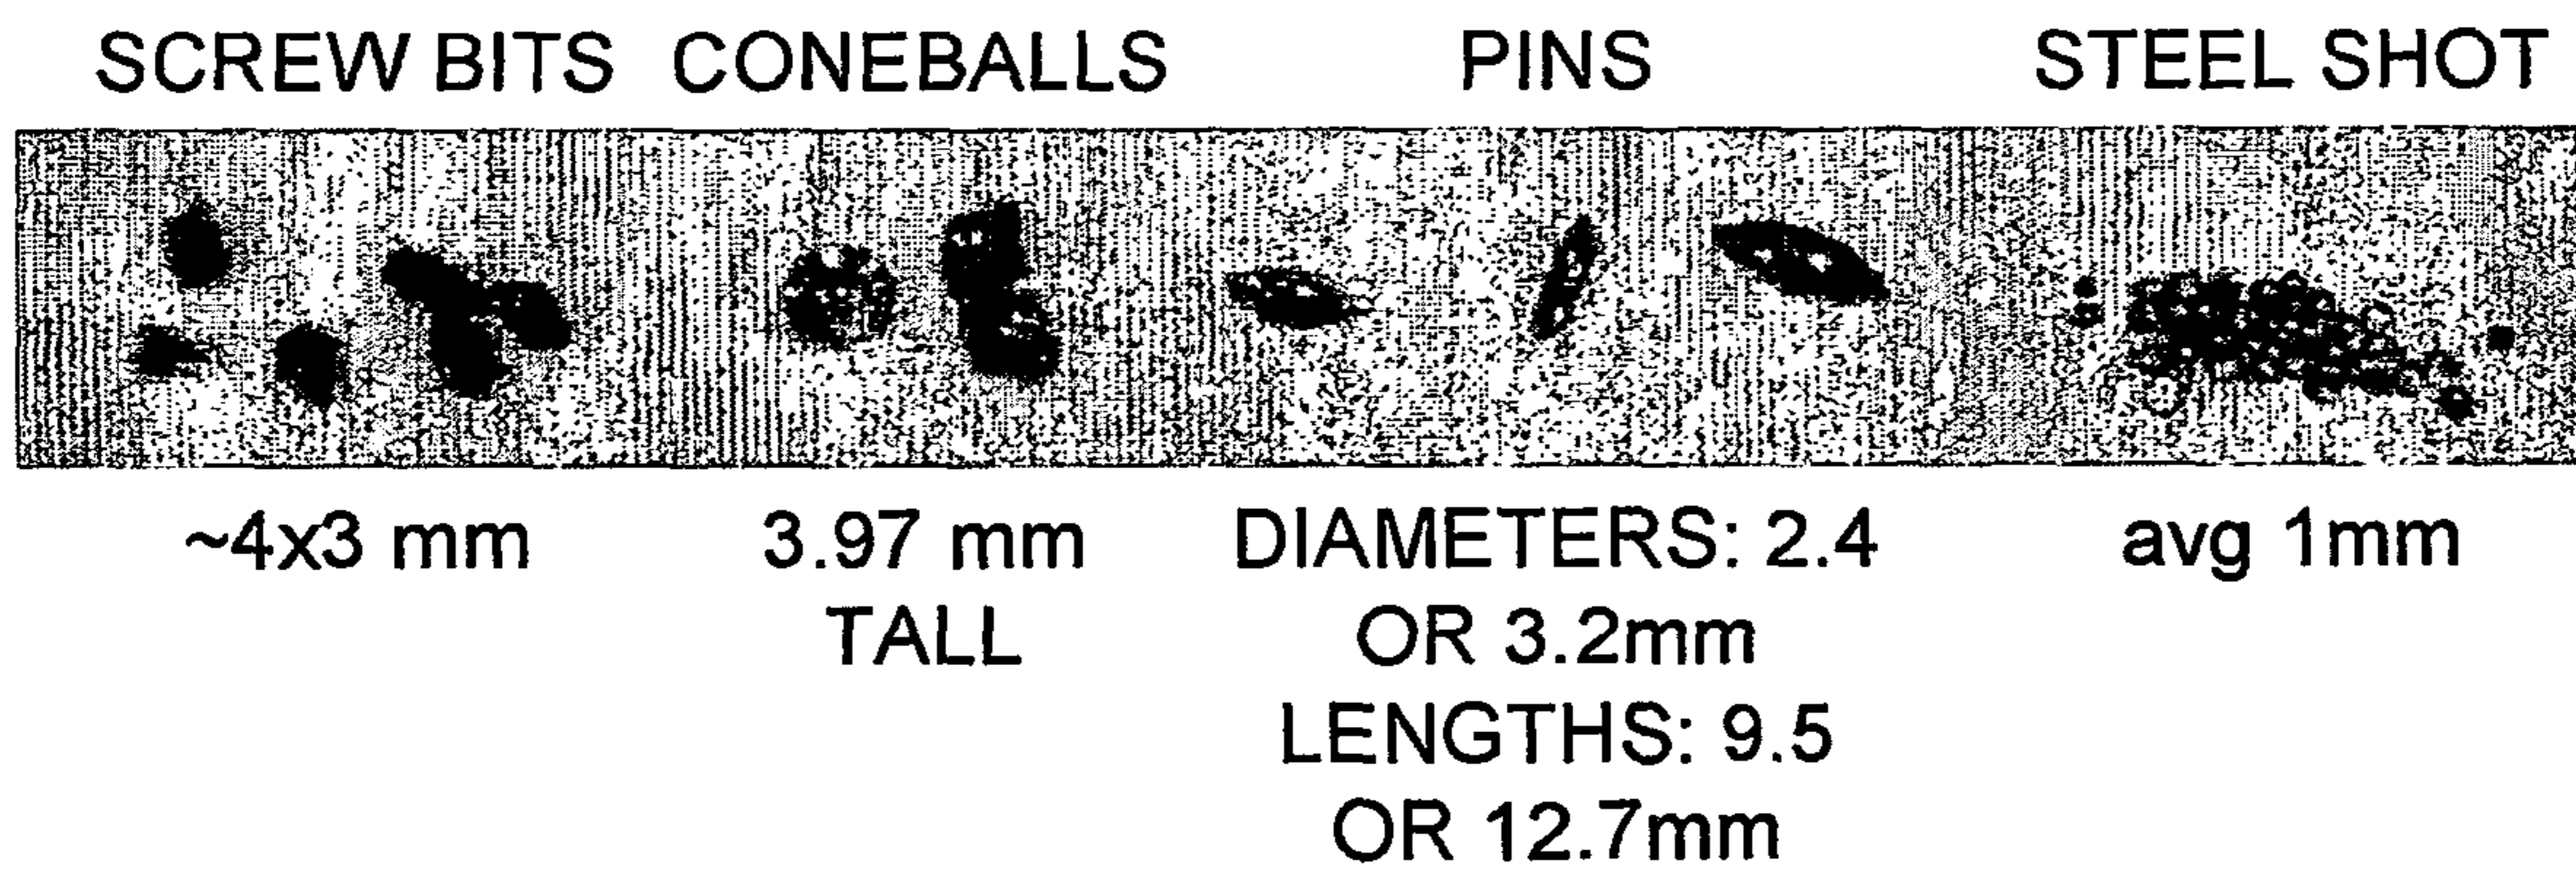 SCREW BITS CONEBALLS PINS STEEL SHOT
~4x3 mm 3.97 mm DIAMETERS: 2.4 avg 1mm
TALL OR 3.2mm
LENGTHS: 9.5
OR 12.7mm